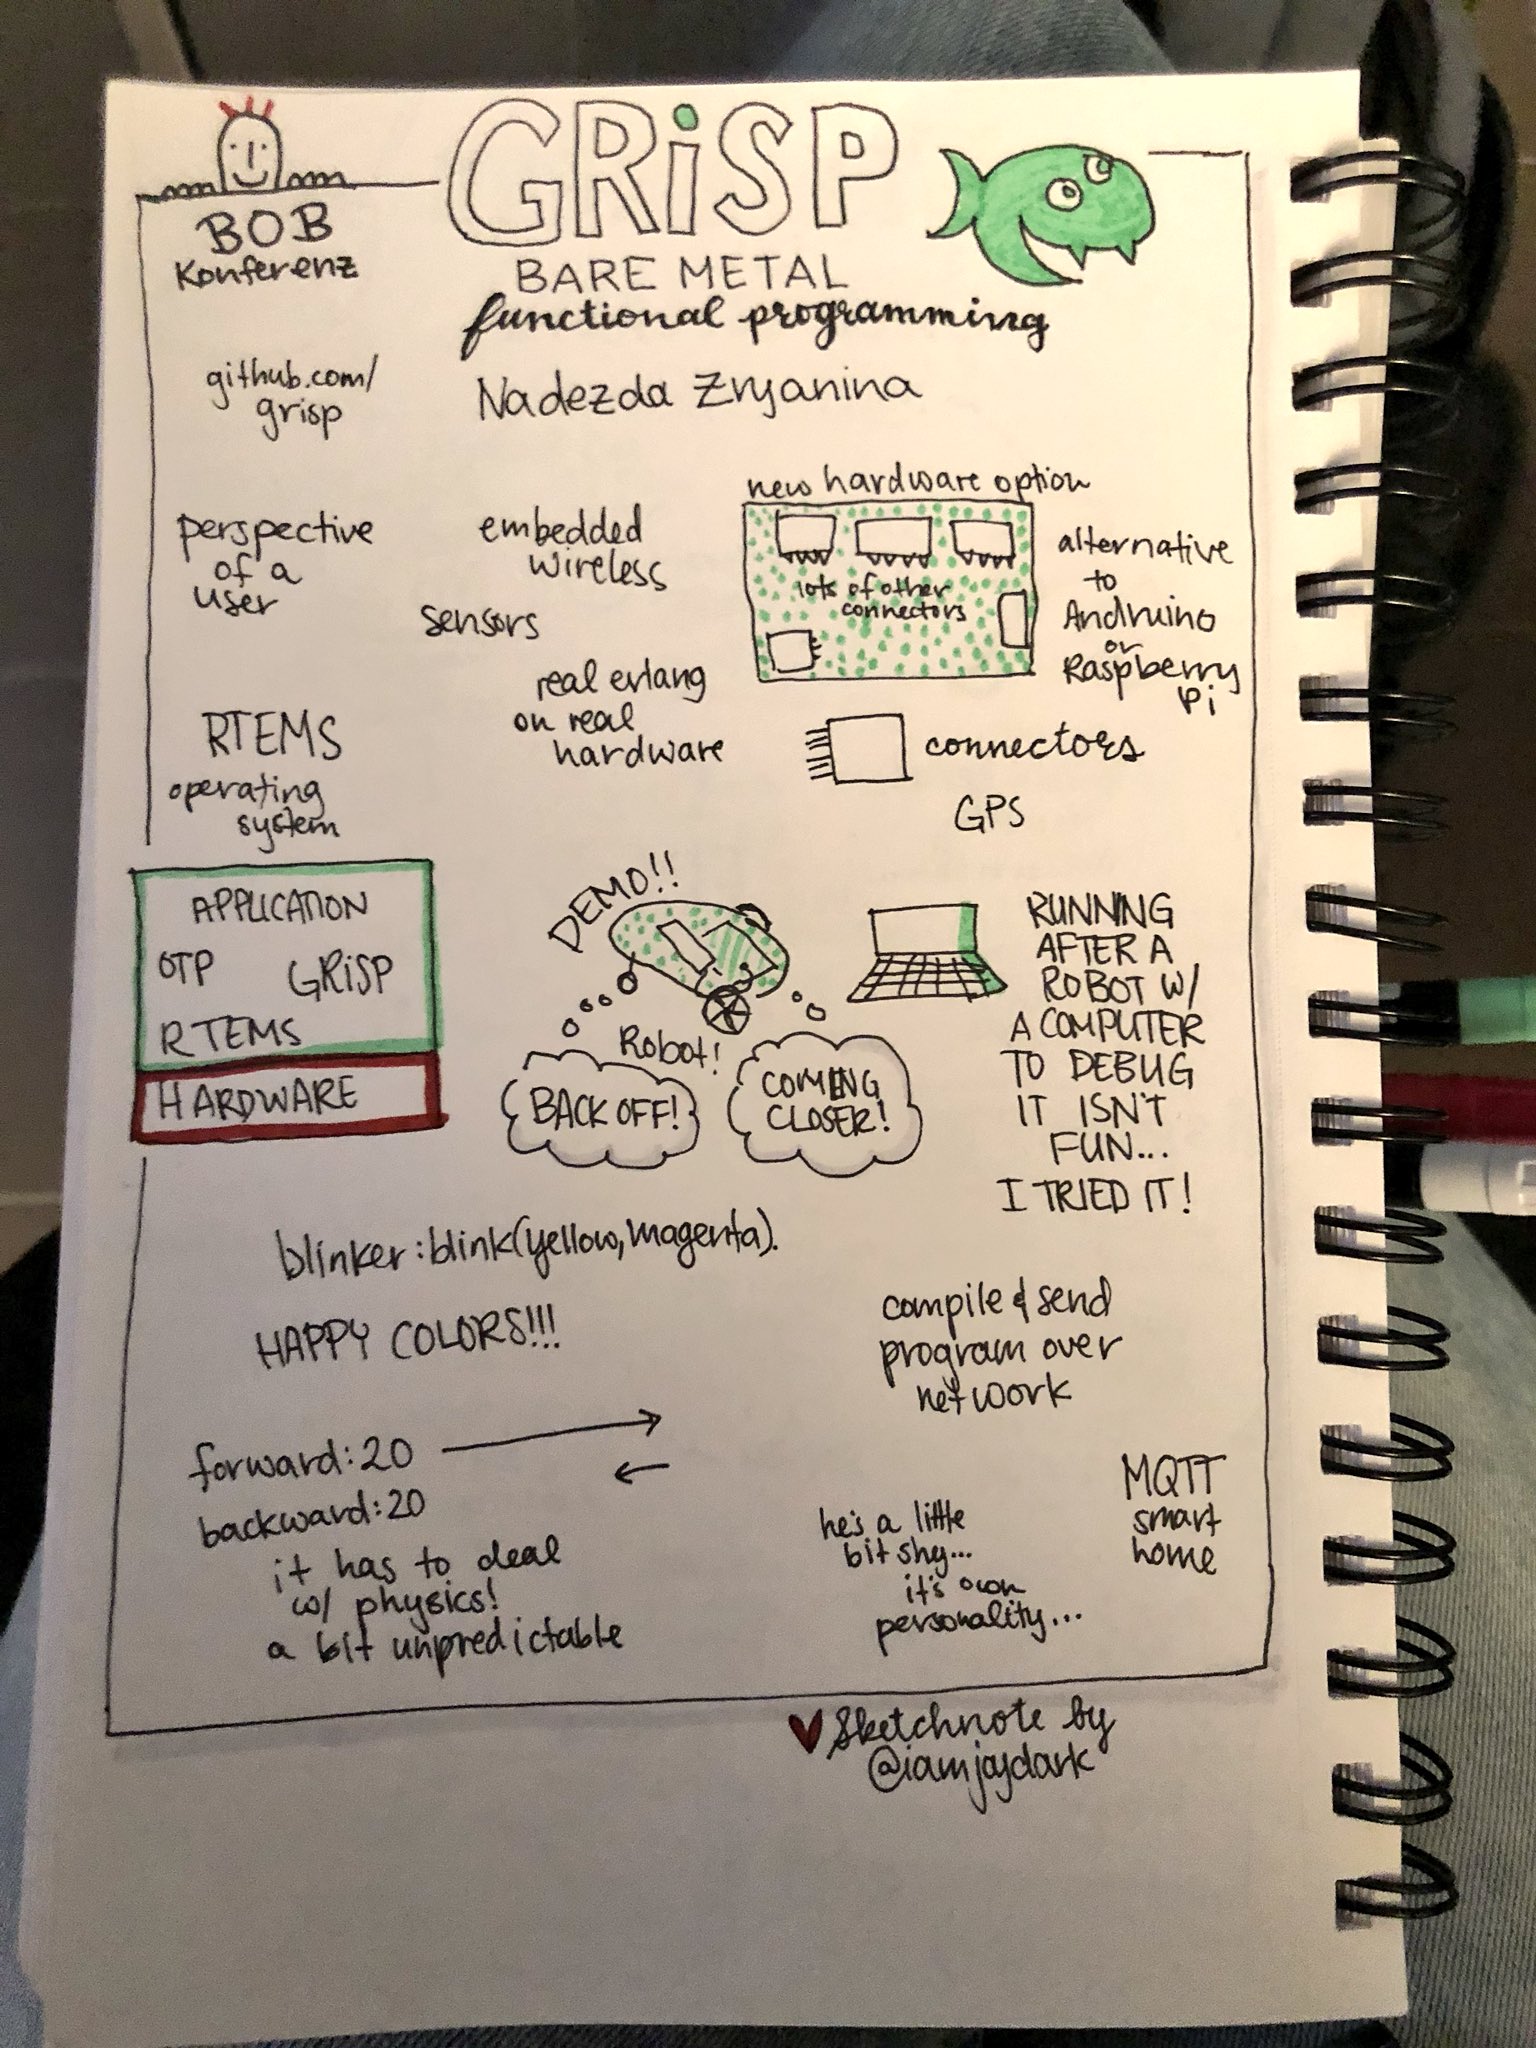 BOB
Konferenz
GRiSP
BARE METAL
functional programming
github.com/
grisp
Nadezda Zryanina
perspective
of a
user
embedded
wireless
sensors
real erlang
on real
hardware
new hardware option
lots of other
connectors
alternative
to
Andruino
or
Raspberry
Pi
RTEMS
operating
system
connectors
GPS
APPLICATION
OTP
GRiSP
RTEMS
HARDWARE
DEMO!!
Robot!
BACK OFF!
COMING
CLOSER!
RUNNING
AFTER A
ROBOT W/
A COMPUTER
TO DEBUG
IT ISN'T
FUN...
I TRIED IT!
blinker:blink(yellow, magenta).
HAPPY COLORS!!!
compile & send
program over
network
forward:20
backward:20
it has to deal
w/ physics!
a bit unpredictable
he's a little
bit shy...
it's own
personality...
MQTT
smart
home
Sketchnote by
@iamjaydark